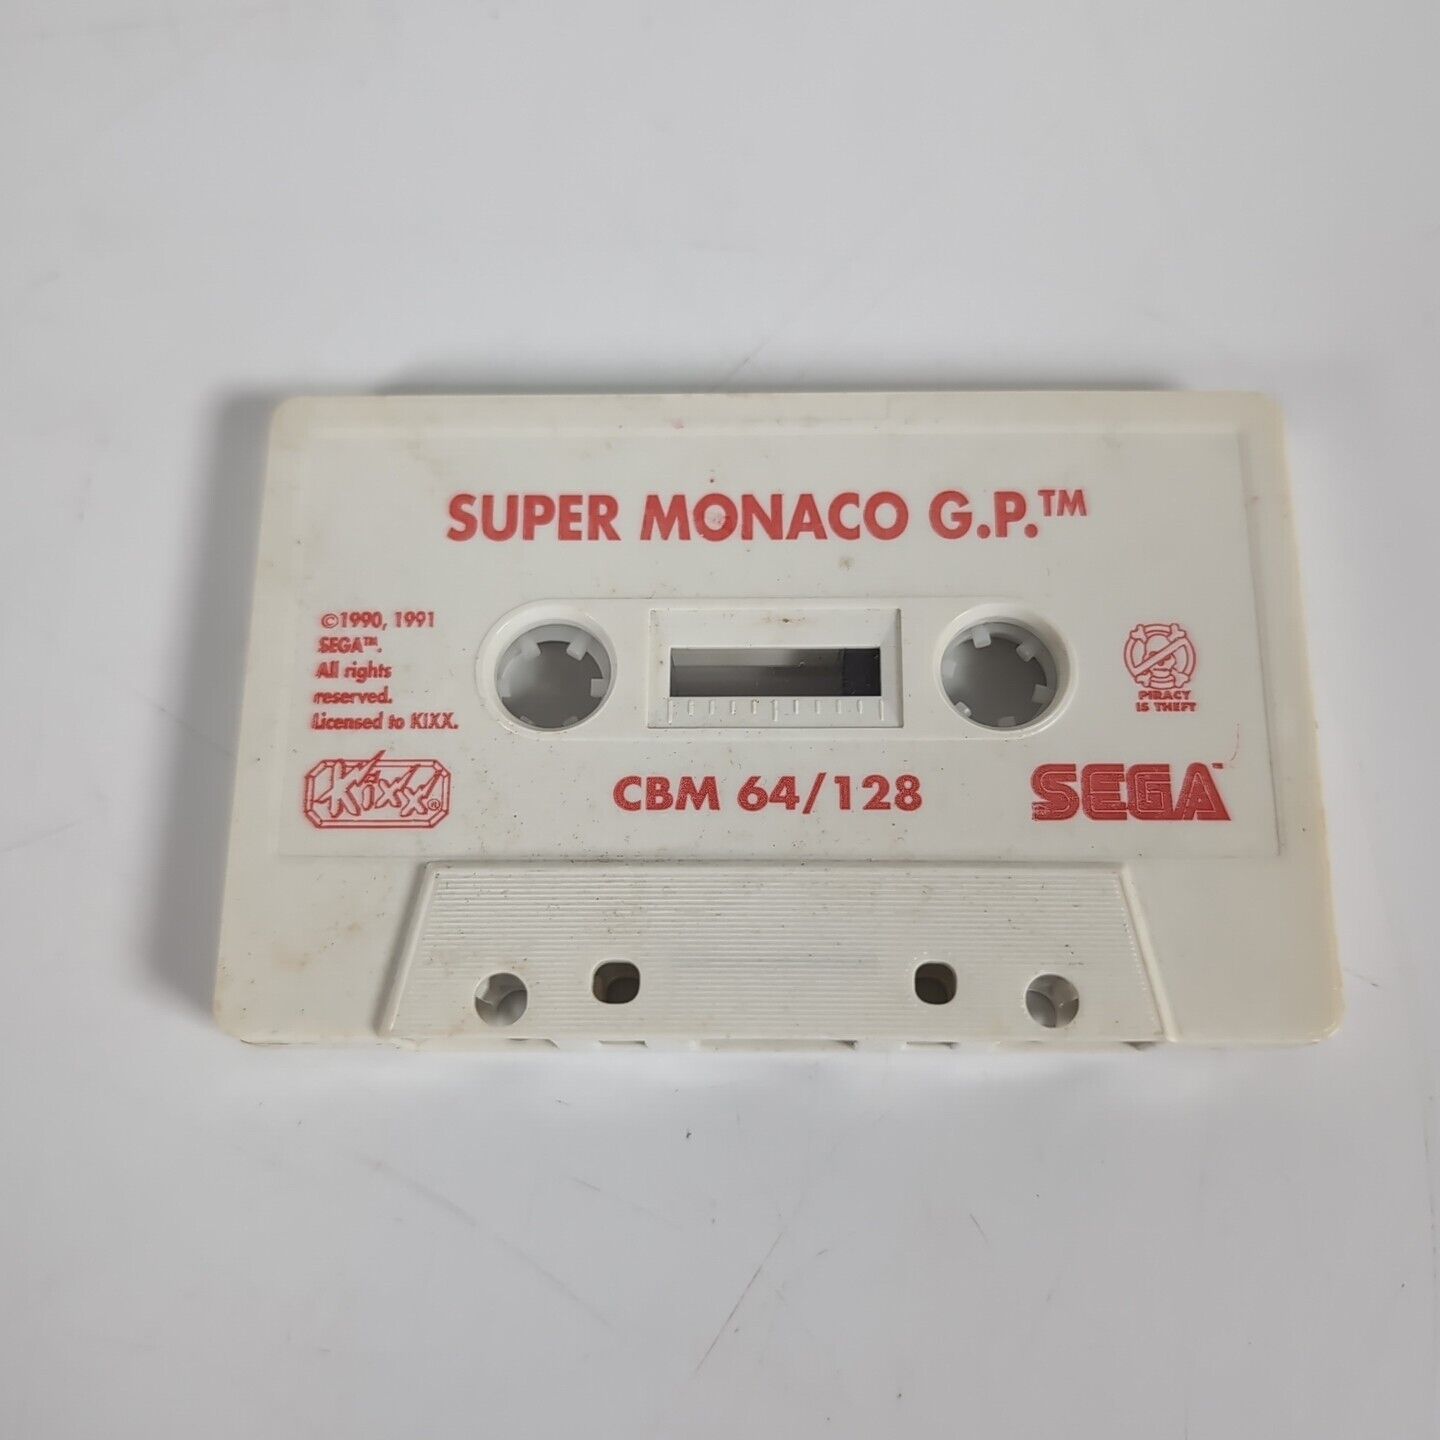 SUPER MONACO G.P.™
©1990, 1991
SEGA™.
All rights
reserved.
Licensed to KIXX.
PIRACY
IS THEFT
Kixx®
CBM 64/128
SEGA™